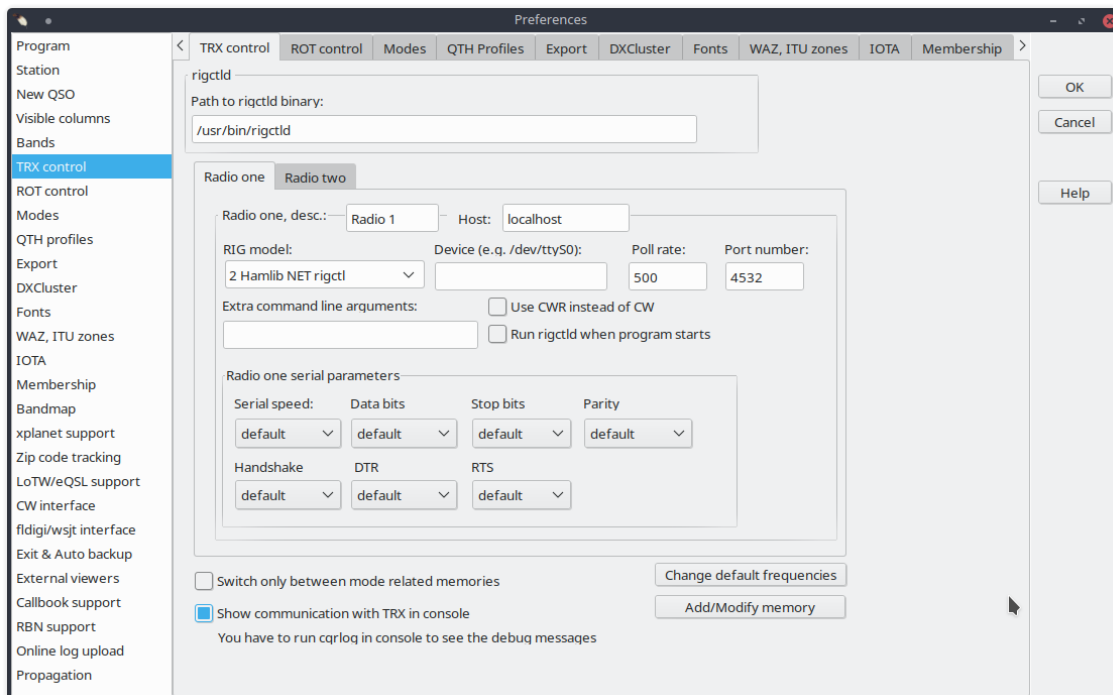 Preferences
Program
Station
New QSO
Visible columns
Bands
TRX control
ROT control
Modes
QTH profiles
Export
DXCluster
Fonts
WAZ, ITU zones
IOTA
Membership
Bandmap
xplanet support
Zip code tracking
LoTW/eQSL support
CW interface
fldigi/wsjt interface
Exit & Auto backup
External viewers
Callbook support
RBN support
Online log upload
Propagation
TRX control ROT control Modes QTH Profiles Export DXCluster Fonts WAZ, ITU zones IOTA Membership
rigctld
Path to rigctld binary:
/usr/bin/rigctld
Radio one Radio two
Radio one, desc.: Radio 1 Host: localhost
RIG model: Device (e.g. /dev/ttyS0): Poll rate: Port number:
2 Hamlib NET rigctl 500 4532
Extra command line arguments: Use CWR instead of CW
Run rigctld when program starts
Radio one serial parameters
Serial speed: Data bits Stop bits Parity
default default default default
Handshake DTR RTS
default default default
Switch only between mode related memories
Change default frequencies
Show communication with TRX in console
Add/Modify memory
You have to run cqrlog in console to see the debug messages
OK
Cancel
Help